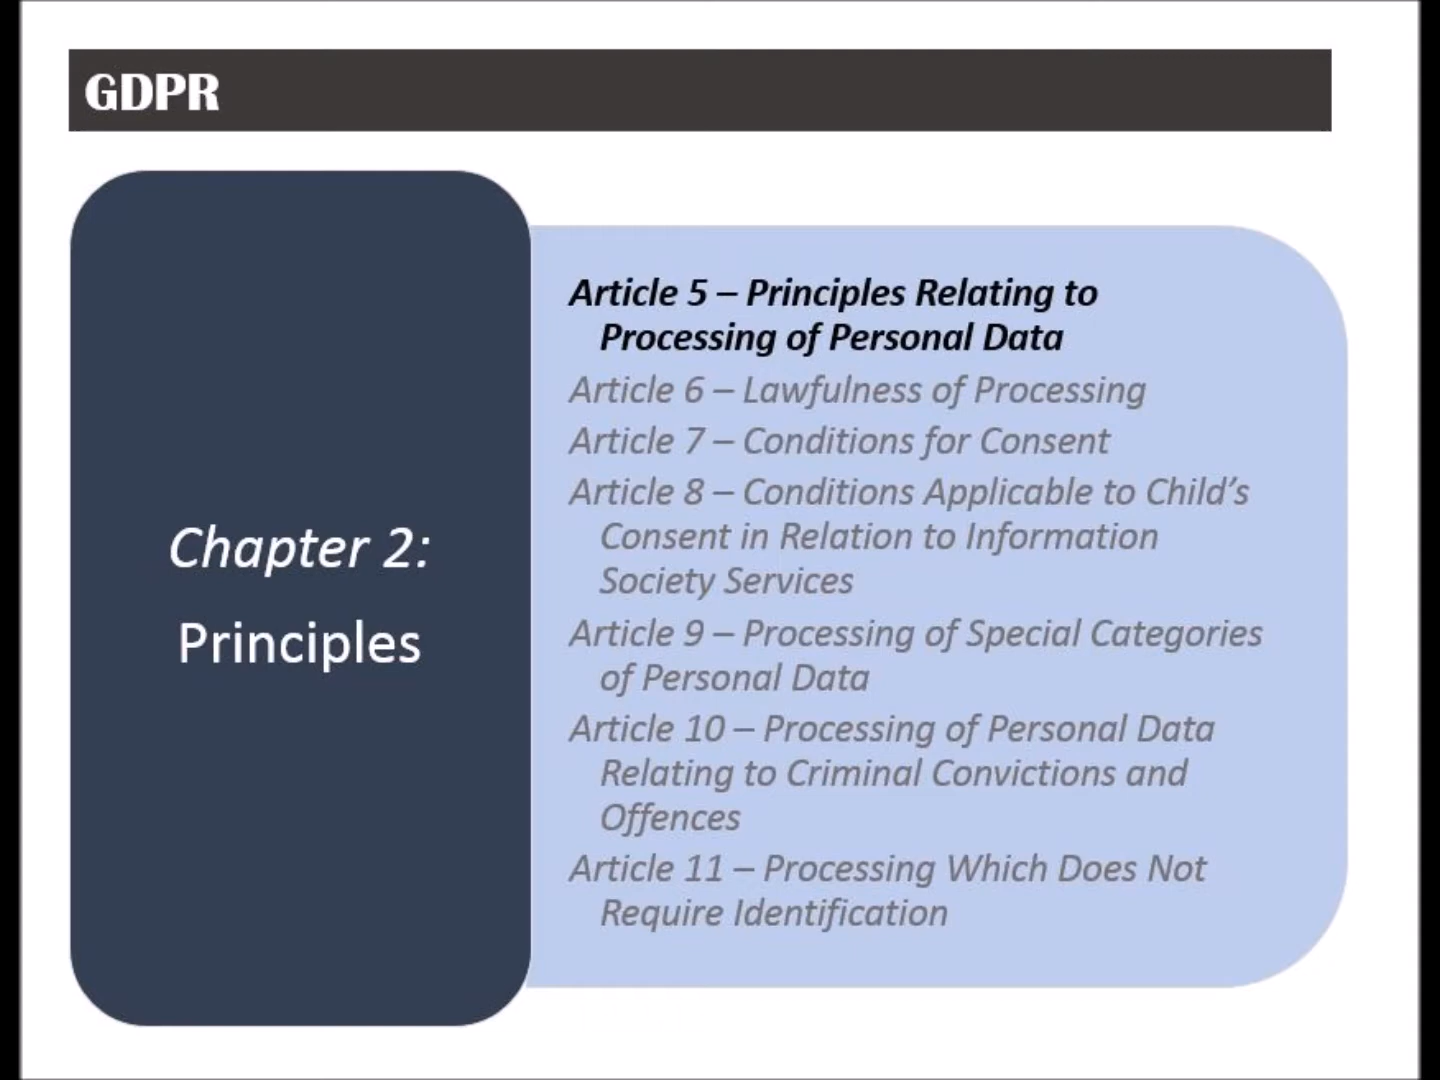 GDPR
Chapter 2:
Principles
Article 5 – Principles Relating to
Processing of Personal Data
Article 6 – Lawfulness of Processing
Article 7 – Conditions for Consent
Article 8 – Conditions Applicable to Child’s
Consent in Relation to Information
Society Services
Article 9 – Processing of Special Categories
of Personal Data
Article 10 – Processing of Personal Data
Relating to Criminal Convictions and
Offences
Article 11 – Processing Which Does Not
Require Identification